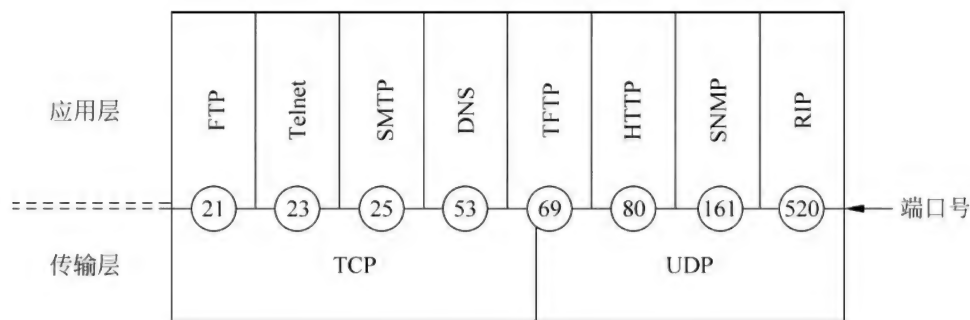 应用层
FTP
Telnet
SMTP
DNS
TFTP
HTTP
SNMP
RIP
21
23
25
53
69
80
161
520
端口号
传输层
TCP
UDP